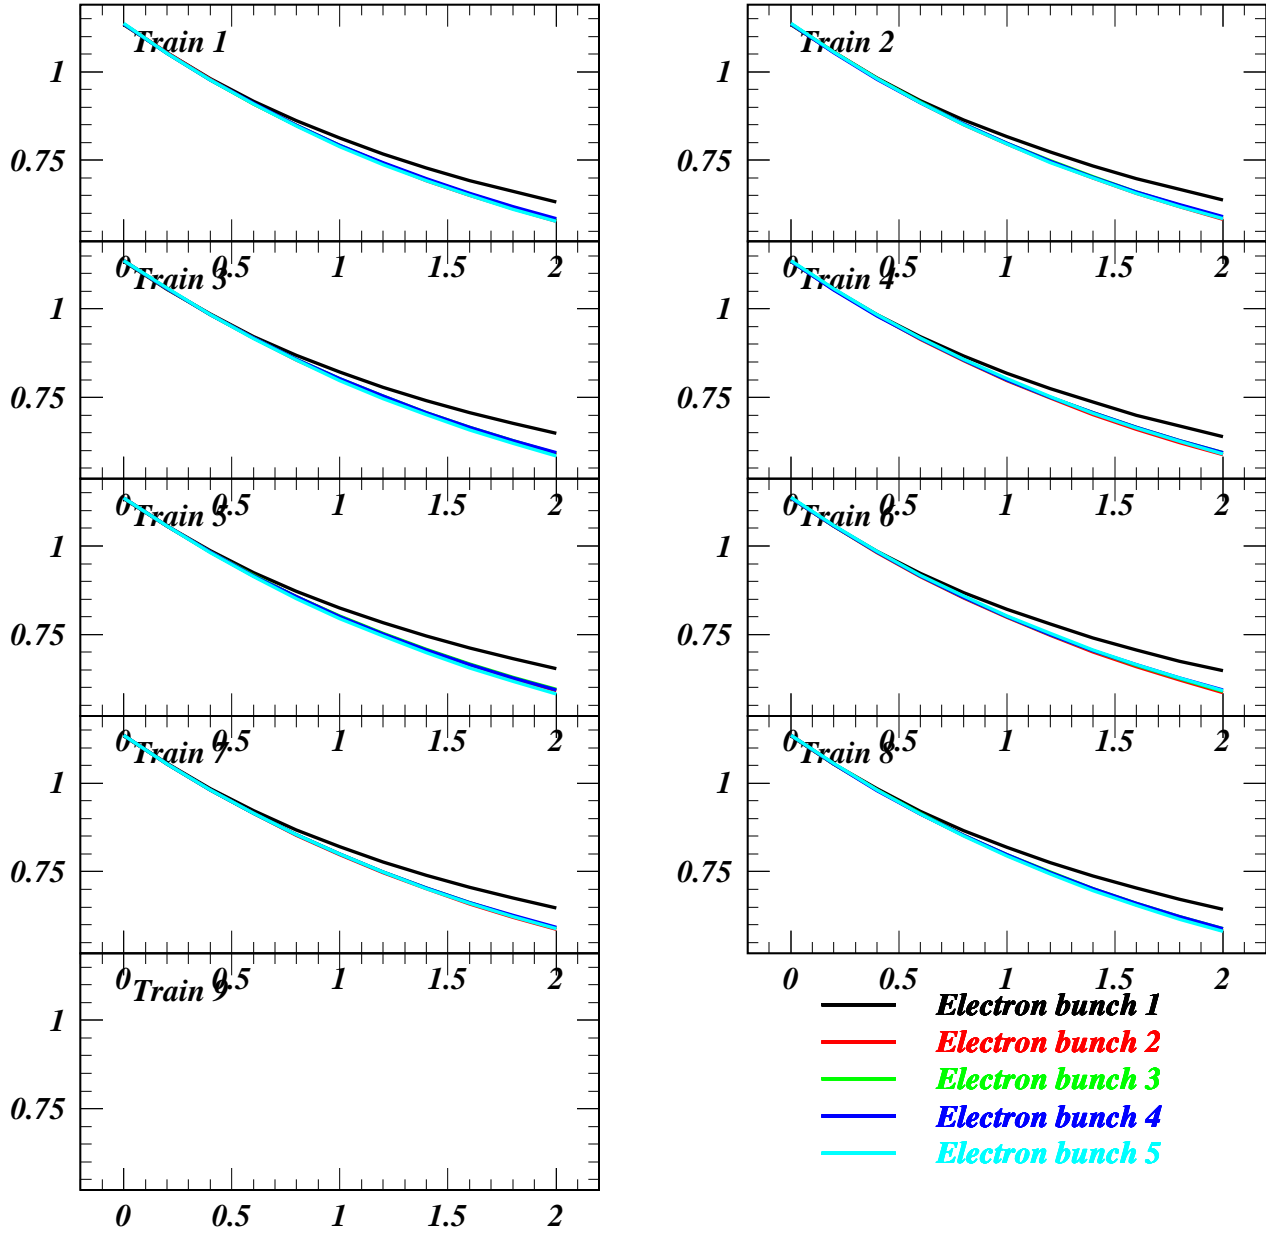 Train 1
Train 2
1
1
0.75
0.75
0 0.5 1 1.5 2
0 0.5 1 1.5 2
Train 3
Train 4
1
1
0.75
0.75
0 0.5 1 1.5 2
0 0.5 1 1.5 2
Train 5
Train 6
1
1
0.75
0.75
0 0.5 1 1.5 2
0 0.5 1 1.5 2
Train 7
Train 8
1
1
0.75
0.75
0 0.5 1 1.5 2
0 0.5 1 1.5 2
Train 9
1
0.75
0 0.5 1 1.5 2
Electron bunch 1
Electron bunch 2
Electron bunch 3
Electron bunch 4
Electron bunch 5